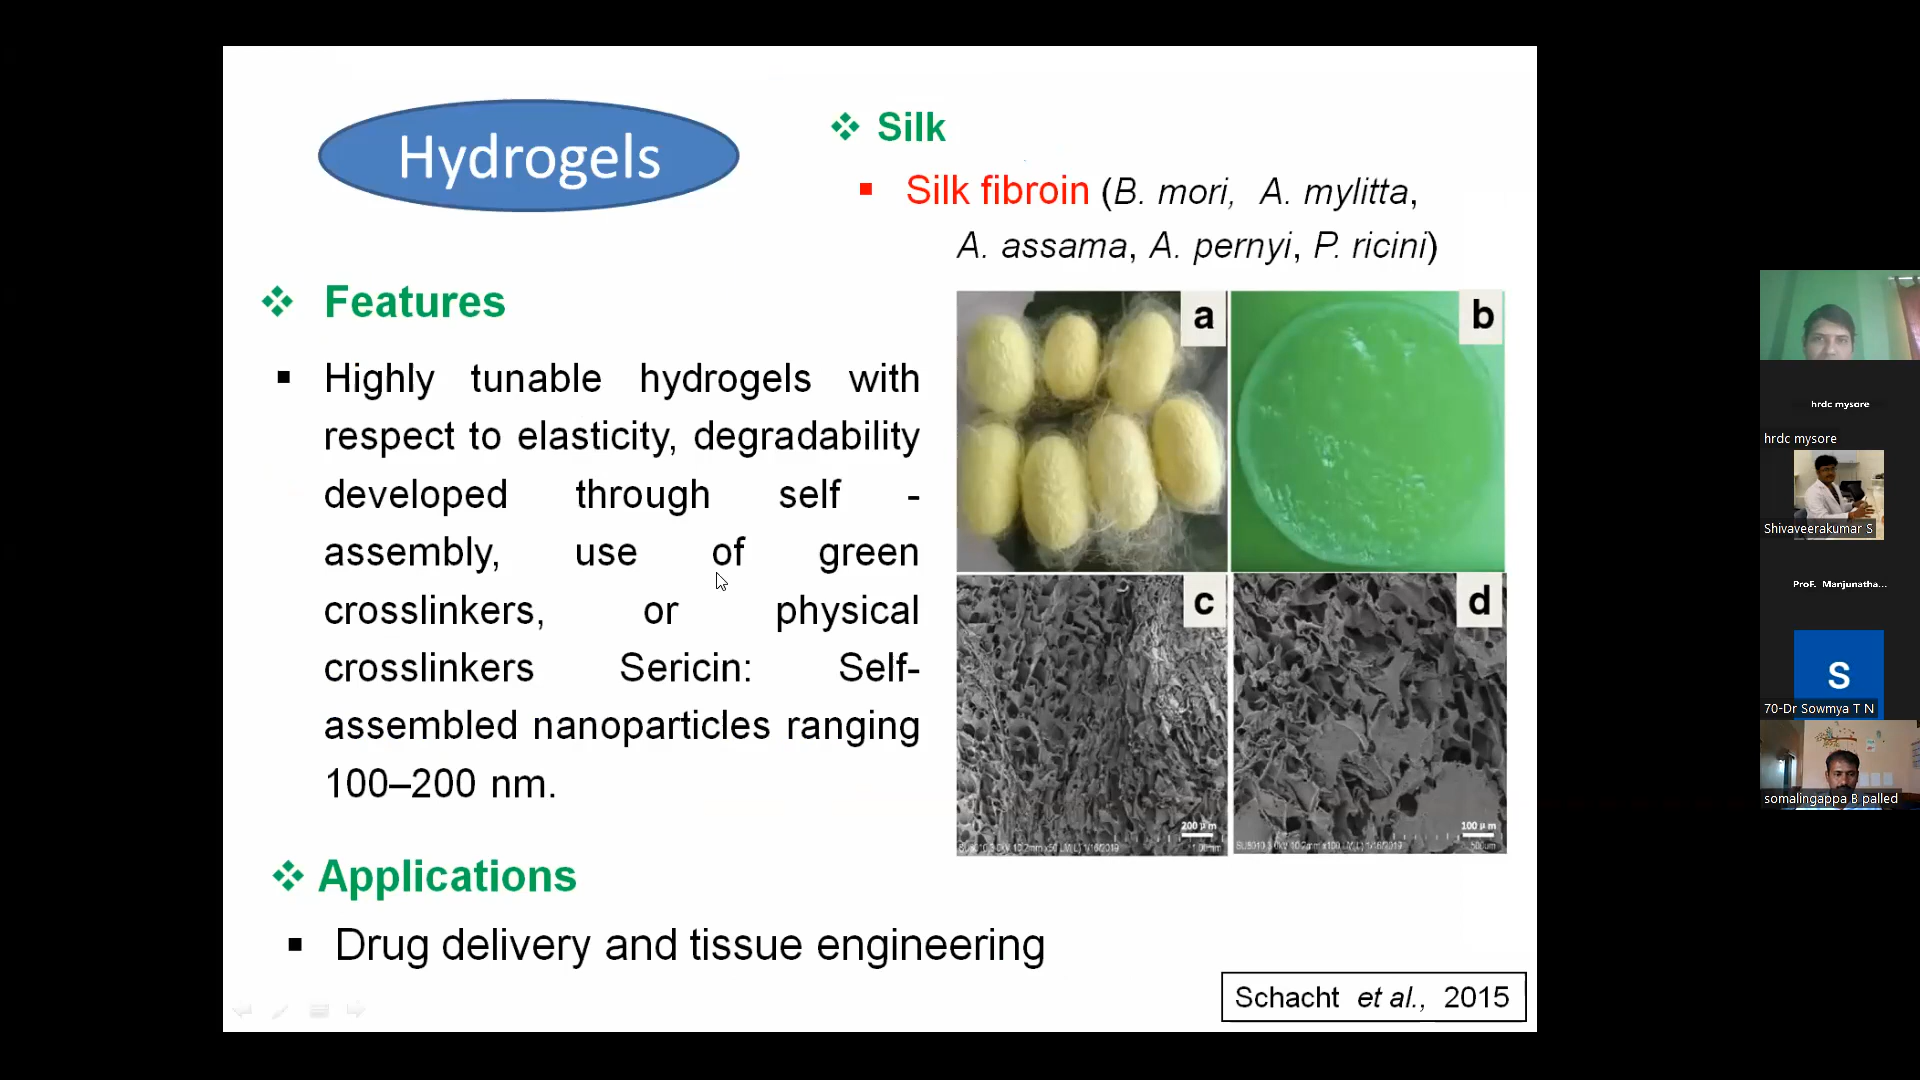 Hydrogels
❖ Silk
▪ Silk fibroin (B. mori, A. mylitta,
A. assama, A. pernyi, P. ricini)
❖ Features
▪ Highly tunable hydrogels with
respect to elasticity, degradability
developed through self -
assembly, use of green
crosslinkers, or physical
crosslinkers Sericin: Self-
assembled nanoparticles ranging
100–200 nm.
a
b
c
d
200 μm
100 μm
500um
❖ Applications
▪ Drug delivery and tissue engineering
Schacht et al., 2015
hrdc mysore
hrdc mysore
Shivaveerakumar S
ProF. Manjunatha...
S
70-Dr Sowmya T N
somalingappa B palled